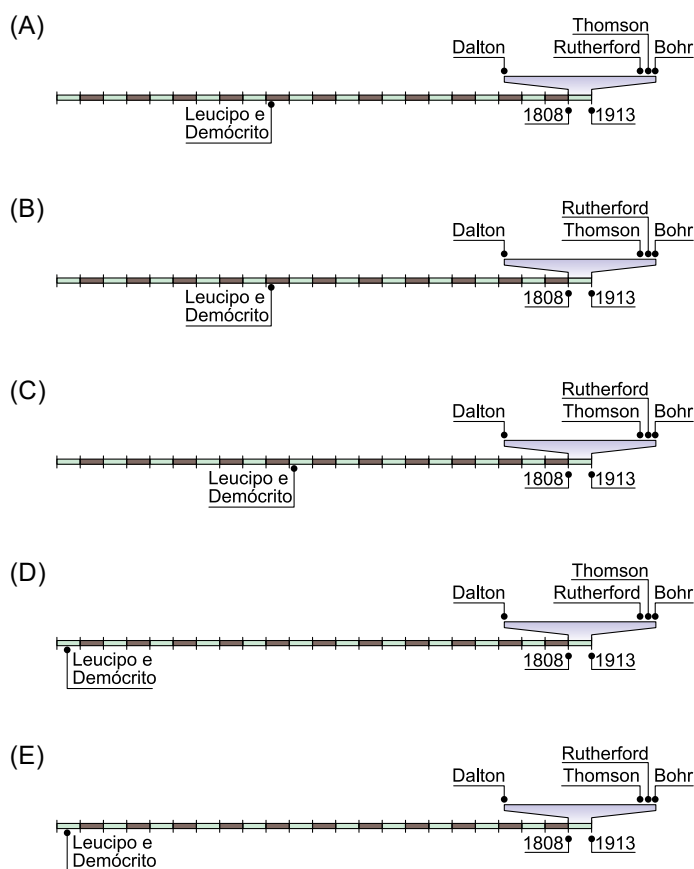 (A)
Thomson
Dalton Rutherford Bohr
Leucipo e
Demócrito
1808 1913
(B)
Rutherford
Dalton Thomson Bohr
Leucipo e
Demócrito
1808 1913
(C)
Rutherford
Dalton Thomson Bohr
Leucipo e
Demócrito
1808 1913
(D)
Thomson
Dalton Rutherford Bohr
1808 1913
Leucipo e
Demócrito
(E)
Rutherford
Dalton Thomson Bohr
1808 1913
Leucipo e
Demócrito